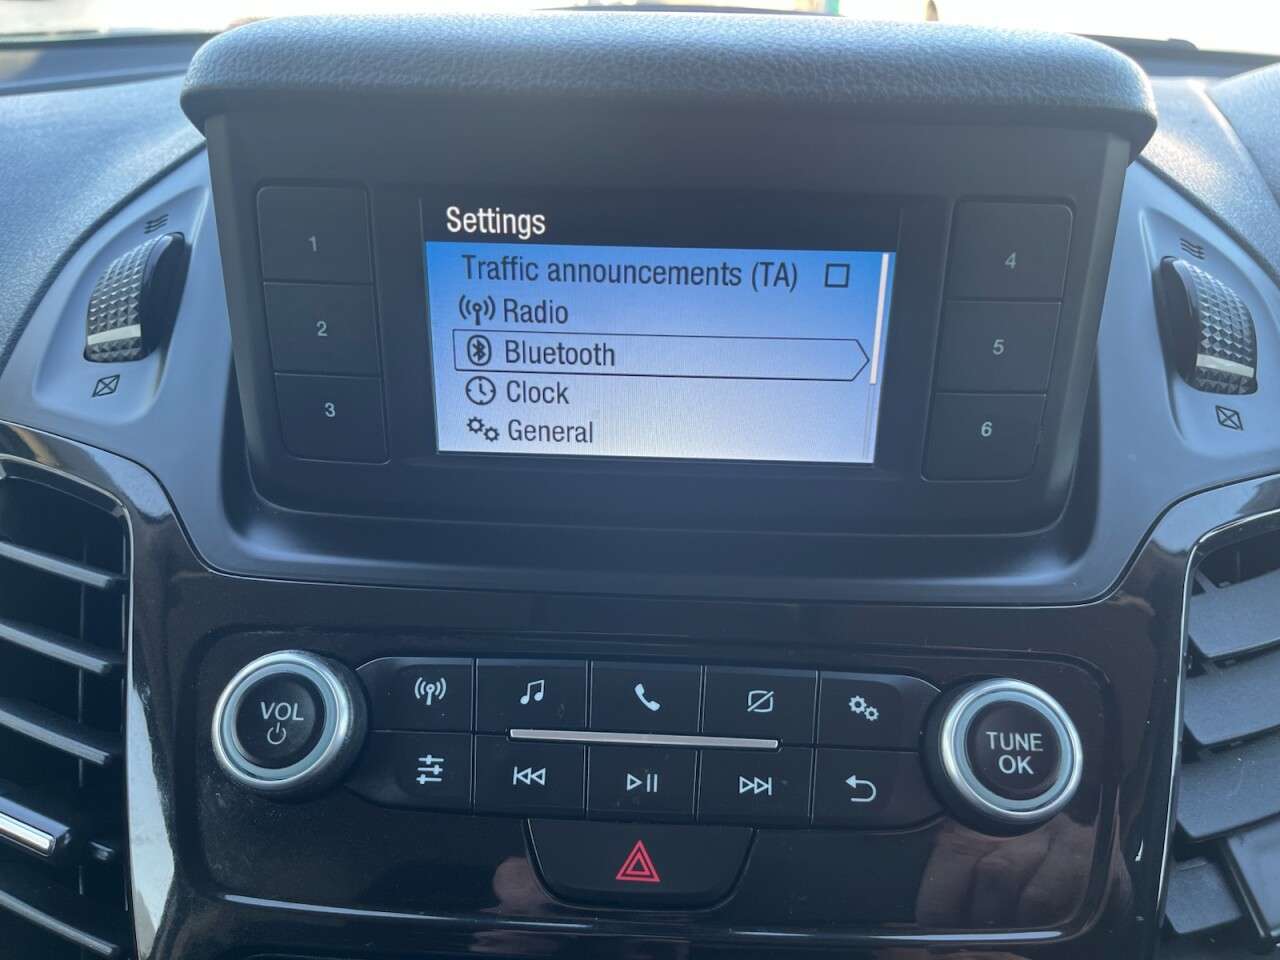 Settings
Traffic announcements (TA)
Radio
Bluetooth
Clock
General
1
2
3
4
5
6
VOL
TUNE
OK